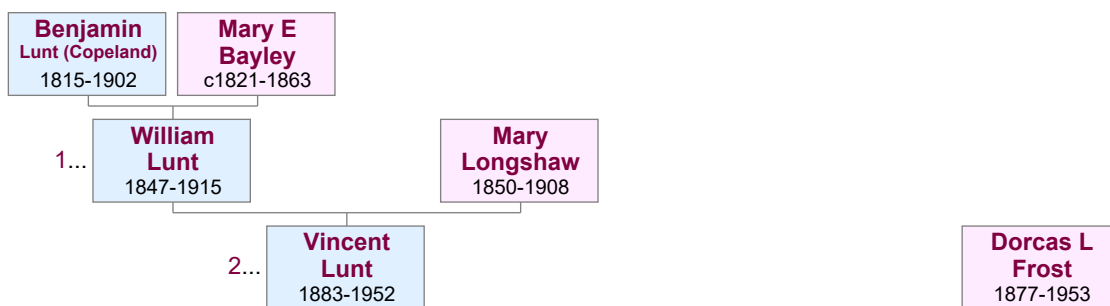 Benjamin
Lunt (Copeland)
1815-1902
Mary E
Bayley
c1821-1863
1...
William
Lunt
1847-1915
Mary
Longshaw
1850-1908
2...
Vincent
Lunt
1883-1952
Dorcas L
Frost
1877-1953